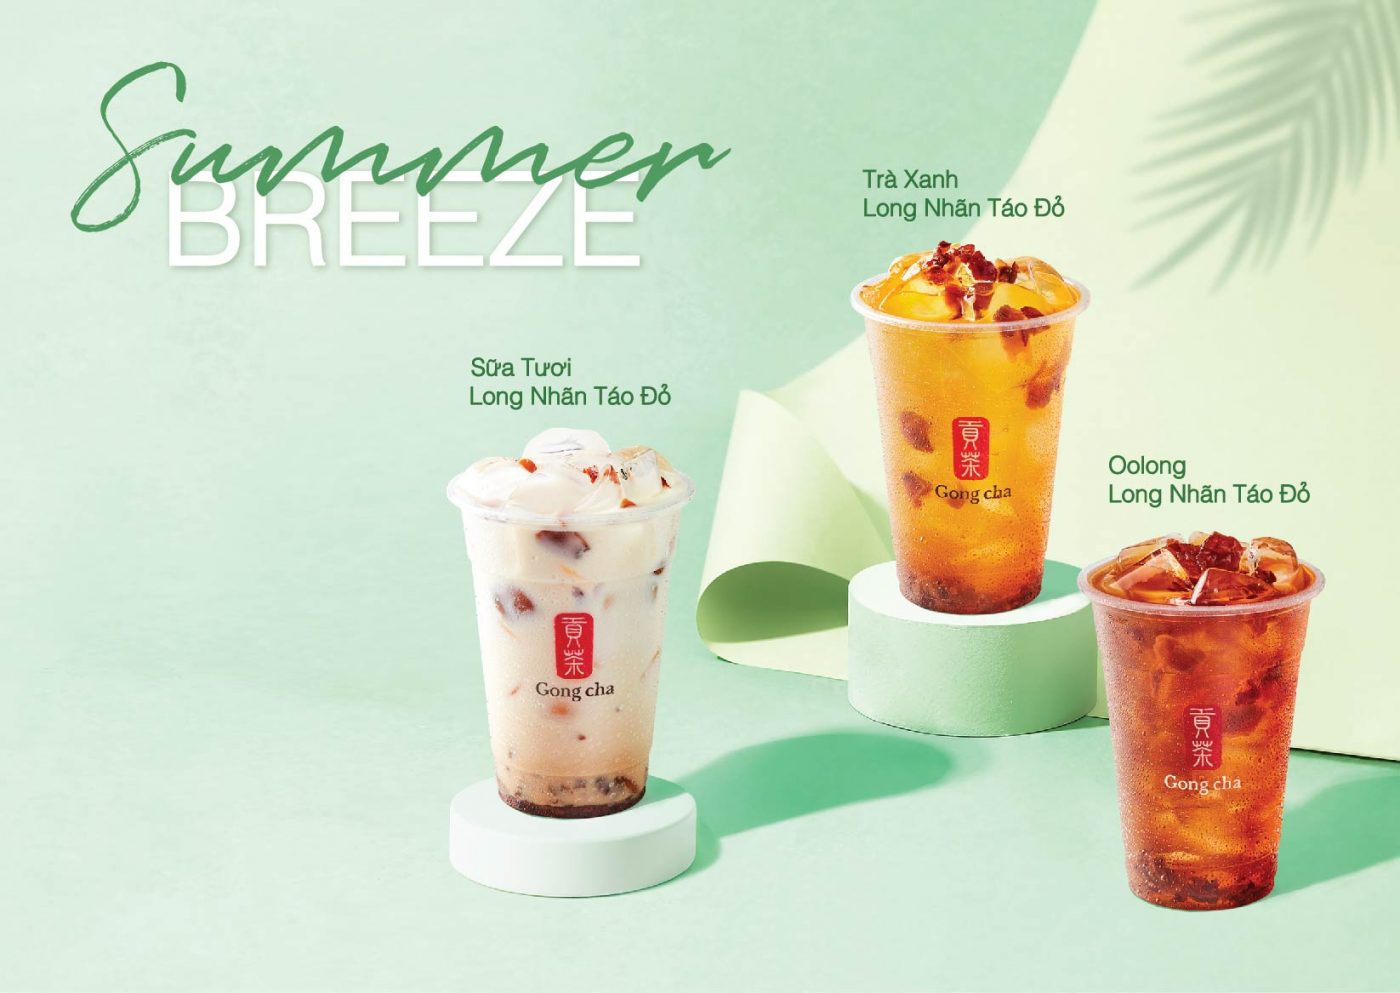 Summer
BREEZE
Trà Xanh
Long Nhãn Táo Đỏ
Sữa Tươi
Long Nhãn Táo Đỏ
Oolong
Long Nhãn Táo Đỏ
貢茶
Gong cha
貢茶
Gong cha
貢茶
Gong cha